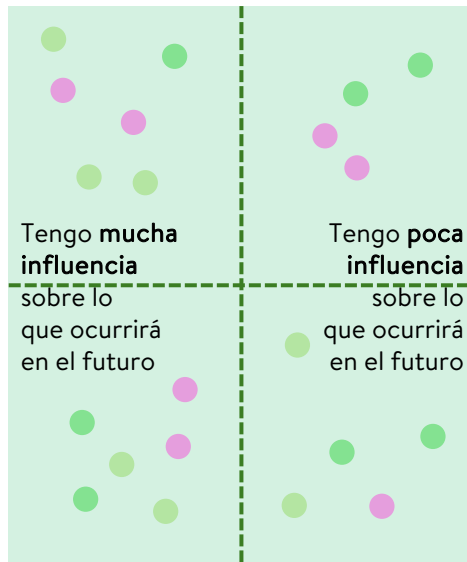 Tengo mucha
influencia
sobre lo
que ocurrirá
en el futuro
Tengo poca
influencia
sobre lo
que ocurrirá
en el futuro